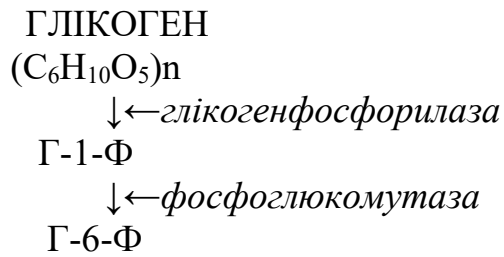 ГЛІКОГЕН
(C₆H₁₀O₅)n
↓←глікогенфосфорилаза
Г-1-Ф
↓←фосфоглюкомутаза
Г-6-Ф